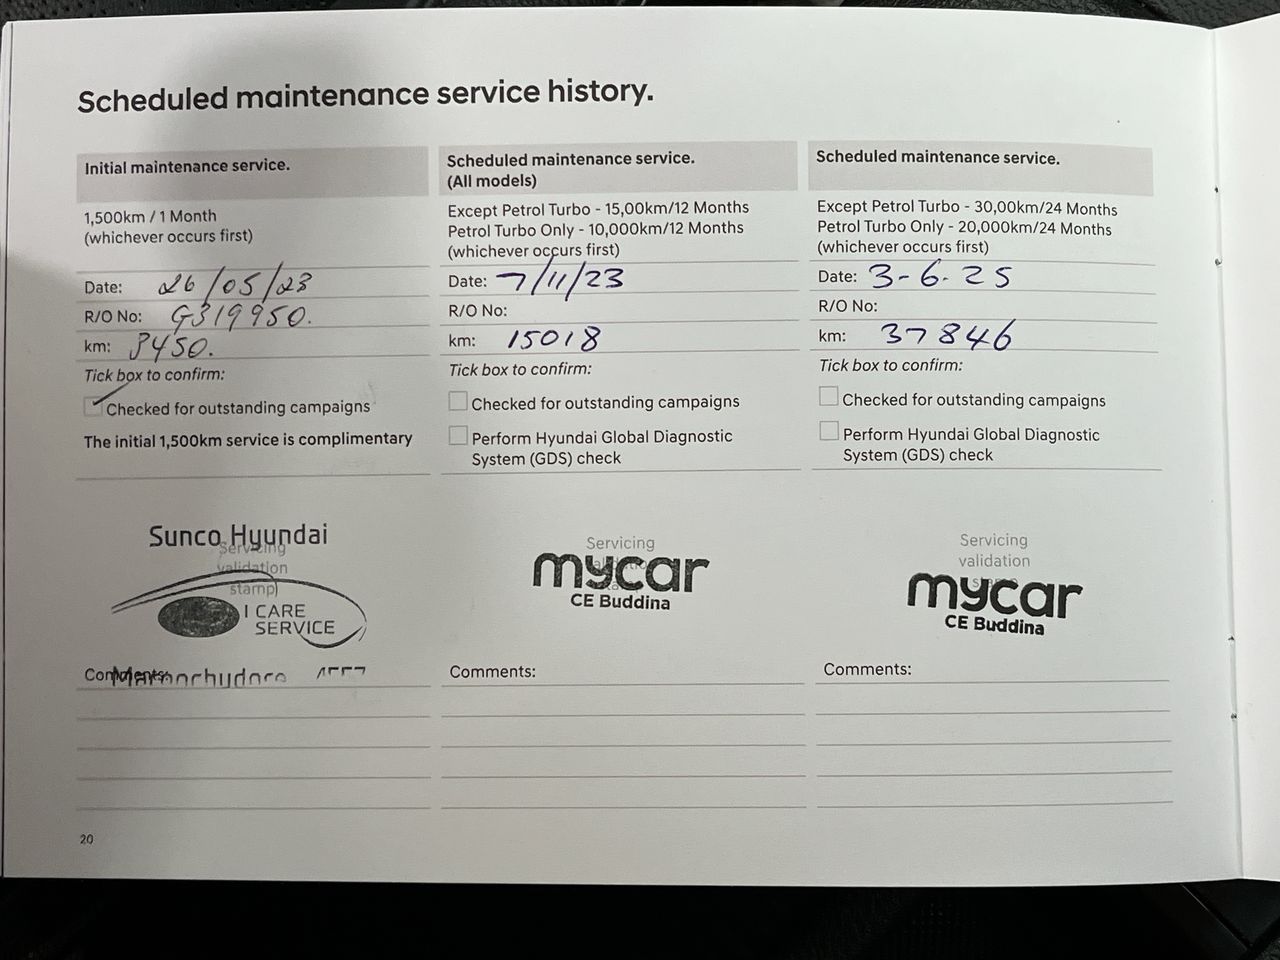 Scheduled maintenance service history.
Initial maintenance service.
1,500km / 1 Month
(whichever occurs first)
Date: 26/05/23
R/O No: G319950.
km: 3450.
Tick box to confirm:
Checked for outstanding campaigns
The initial 1,500km service is complimentary
Sunco Hyundai
Servicing
validation
stamp
I CARE
SERVICE
Comments:
Scheduled maintenance service.
(All models)
Except Petrol Turbo - 15,00km/12 Months
Petrol Turbo Only - 10,000km/12 Months
(whichever occurs first)
Date: 7/11/23
R/O No:
km: 15018
Tick box to confirm:
Checked for outstanding campaigns
Perform Hyundai Global Diagnostic
System (GDS) check
Servicing
mycar
CE Buddina
Comments:
Scheduled maintenance service.
Except Petrol Turbo - 30,00km/24 Months
Petrol Turbo Only - 20,000km/24 Months
(whichever occurs first)
Date: 3-6-25
R/O No:
km: 37846
Tick box to confirm:
Checked for outstanding campaigns
Perform Hyundai Global Diagnostic
System (GDS) check
Servicing
validation
mycar
CE Buddina
Comments:
20